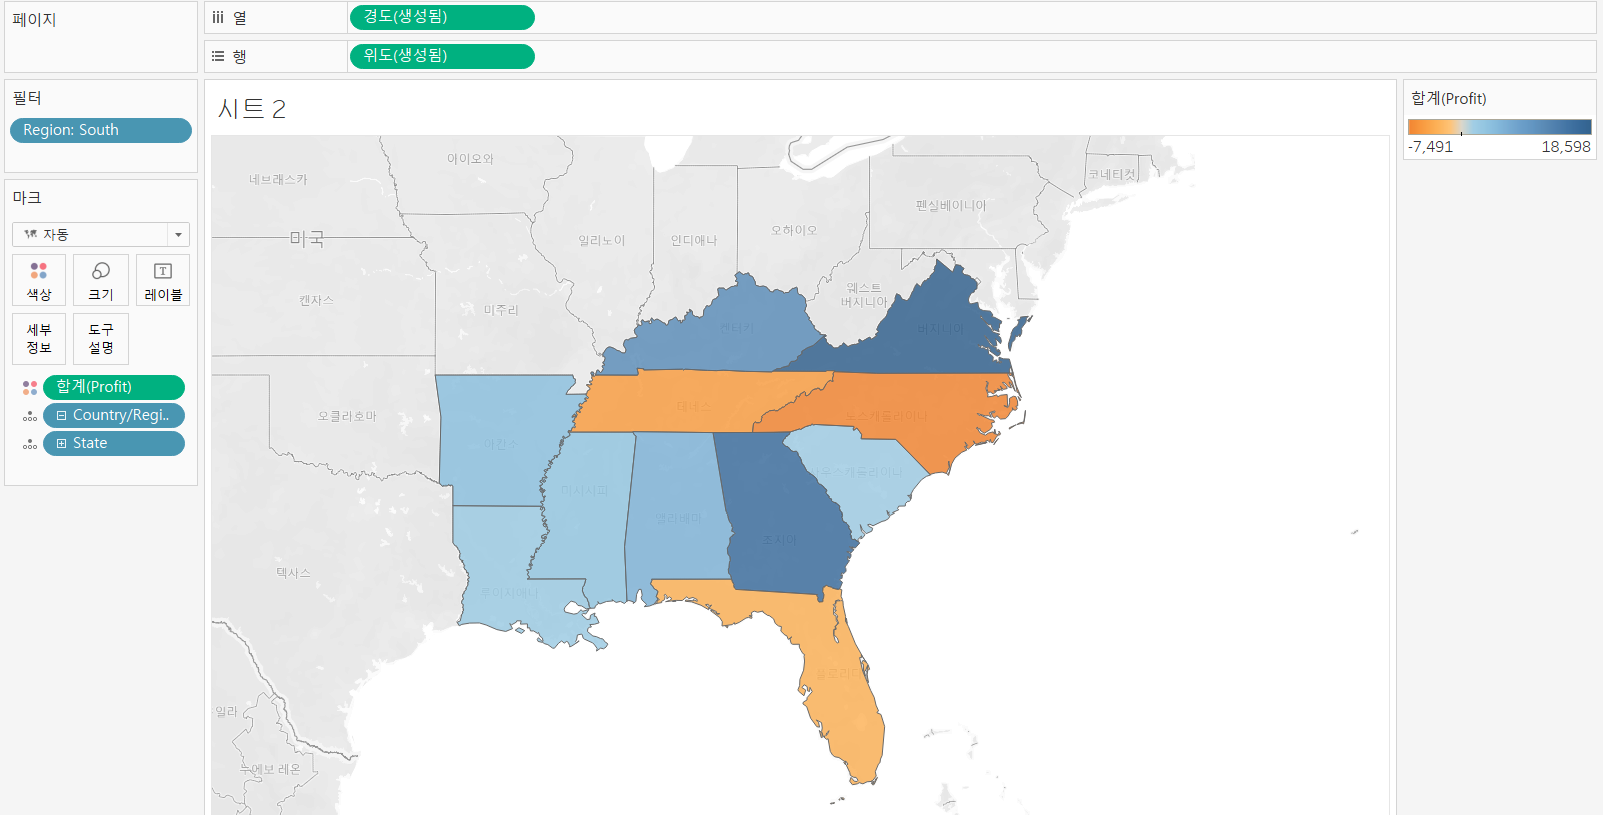 페이지
iii 열
경도(생성됨)
행
위도(생성됨)
필터
Region: South
마크
자동
색상
크기
레이블
세부
정보
도구
설명
합계(Profit)
Country/Regi..
State
시트 2
아이오와
네브래스카
미국
일리노이
인디애나
오하이오
펜실베이니아
코네티컷
캔자스
미주리
웨스트
버지니아
켄터키
버지니아
오클라호마
테네시
노스캐롤라이나
아칸소
사우스캐롤라이나
미시시피
앨라배마
조지아
텍사스
루이지애나
플로리다
일라
누에보 레온
합계(Profit)
-7,491
18,598